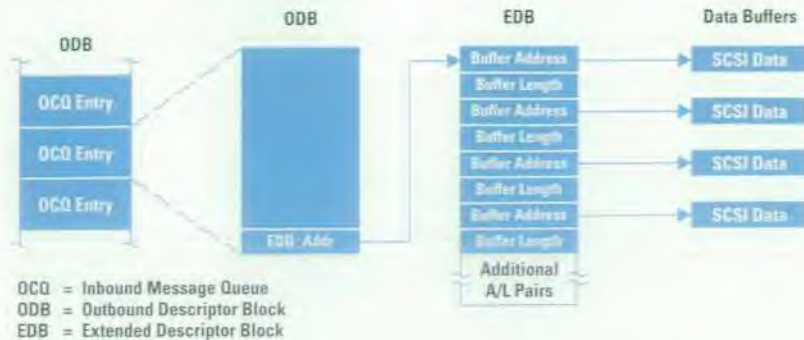 ODB
OCQ Entry
OCQ Entry
OCQ Entry
ODB
EDB_Addr
EDB
Buffer Address
Buffer Length
Buffer Address
Buffer Length
Buffer Address
Buffer Length
Buffer Address
Buffer Length
Additional
A/L Pairs
Data Buffers
SCSI Data
SCSI Data
SCSI Data
SCSI Data
OCQ = Inbound Message Queue
ODB = Outbound Descriptor Block
EDB = Extended Descriptor Block